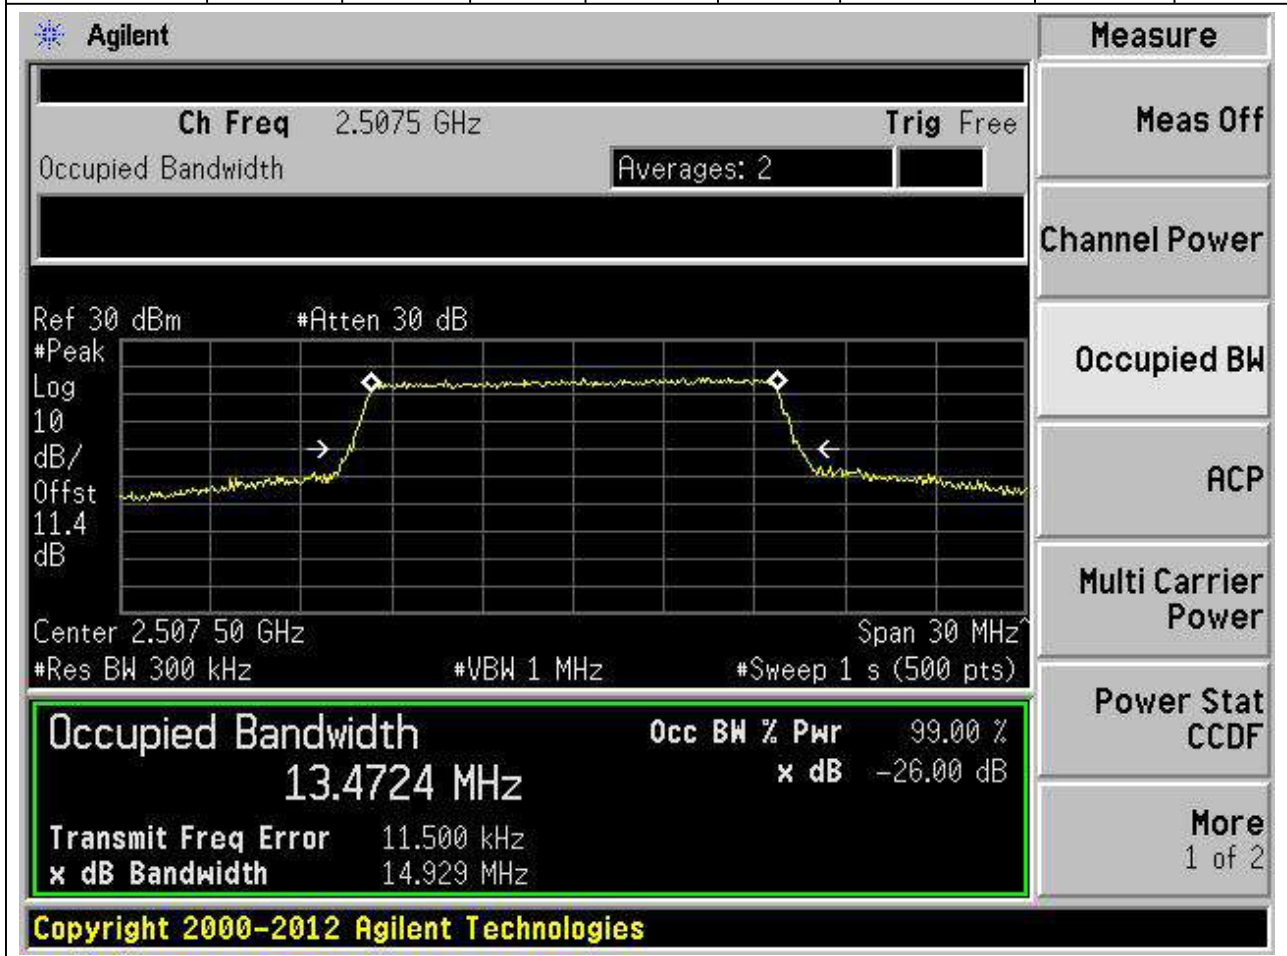 Agilent
Measure
Ch Freq 2.5075 GHz Trig Free
Meas Off
Occupied Bandwidth Averages: 2
Channel Power
Ref 30 dBm #Atten 30 dB
#Peak
Log
10
dB/
Offst
11.4
dB
Occupied BW
ACP
Center 2.507 50 GHz Span 30 MHz^
#Res BW 300 kHz #VBW 1 MHz #Sweep 1 s (500 pts)
Multi Carrier
Power
Occupied Bandwidth Occ BW % Pwr 99.00 %
13.4724 MHz x dB -26.00 dB
Transmit Freq Error 11.500 kHz
x dB Bandwidth 14.929 MHz
Power Stat
CCDF
More
1 of 2
Copyright 2000-2012 Agilent Technologies